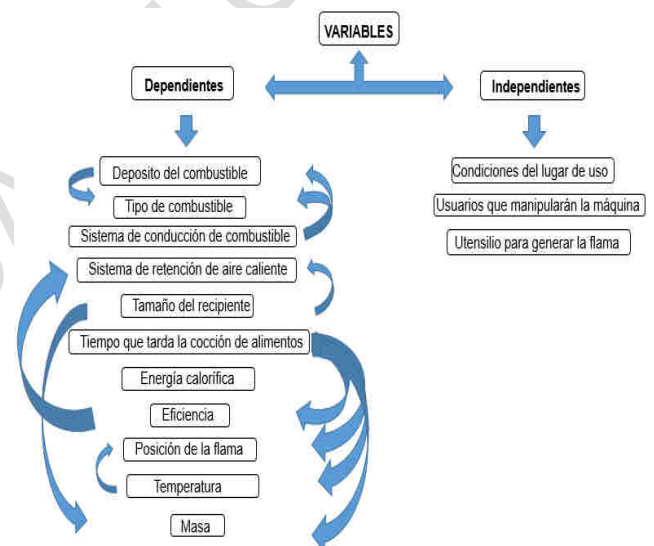 VARIABLES
Dependientes
Independientes
Deposito del combustible
Tipo de combustible
Sistema de conducción de combustible
Sistema de retención de aire caliente
Tamaño del recipiente
Tiempo que tarda la cocción de alimentos
Energía calorífica
Eficiencia
Posición de la flama
Temperatura
Masa
Condiciones del lugar de uso
Usuarios que manipularán la máquina
Utensilio para generar la flama